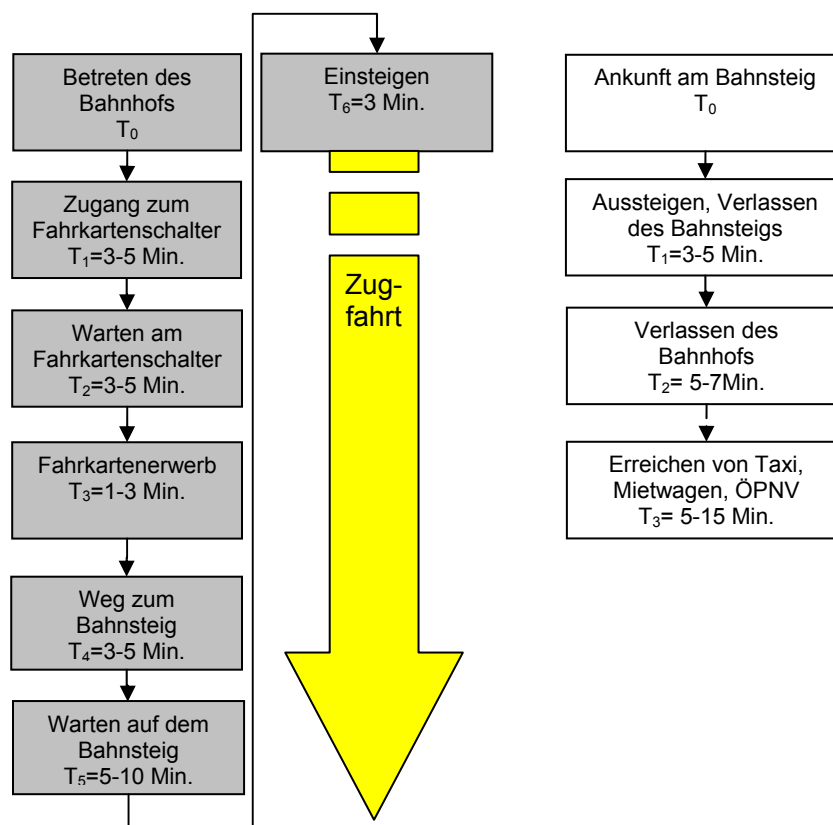 Betreten des
Bahnhofs
T₀
Zugang zum
Fahrkartenschalter
T₁=3-5 Min.
Warten am
Fahrkartenschalter
T₂=3-5 Min.
Fahrkartenerwerb
T₃=1-3 Min.
Weg zum
Bahnsteig
T₄=3-5 Min.
Warten auf dem
Bahnsteig
T₅=5-10 Min.
Einsteigen
T₆=3 Min.
Zug-
fahrt
Ankunft am Bahnsteig
T₀
Aussteigen, Verlassen
des Bahnsteigs
T₁=3-5 Min.
Verlassen des
Bahnhofs
T₂= 5-7Min.
Erreichen von Taxi,
Mietwagen, ÖPNV
T₃= 5-15 Min.